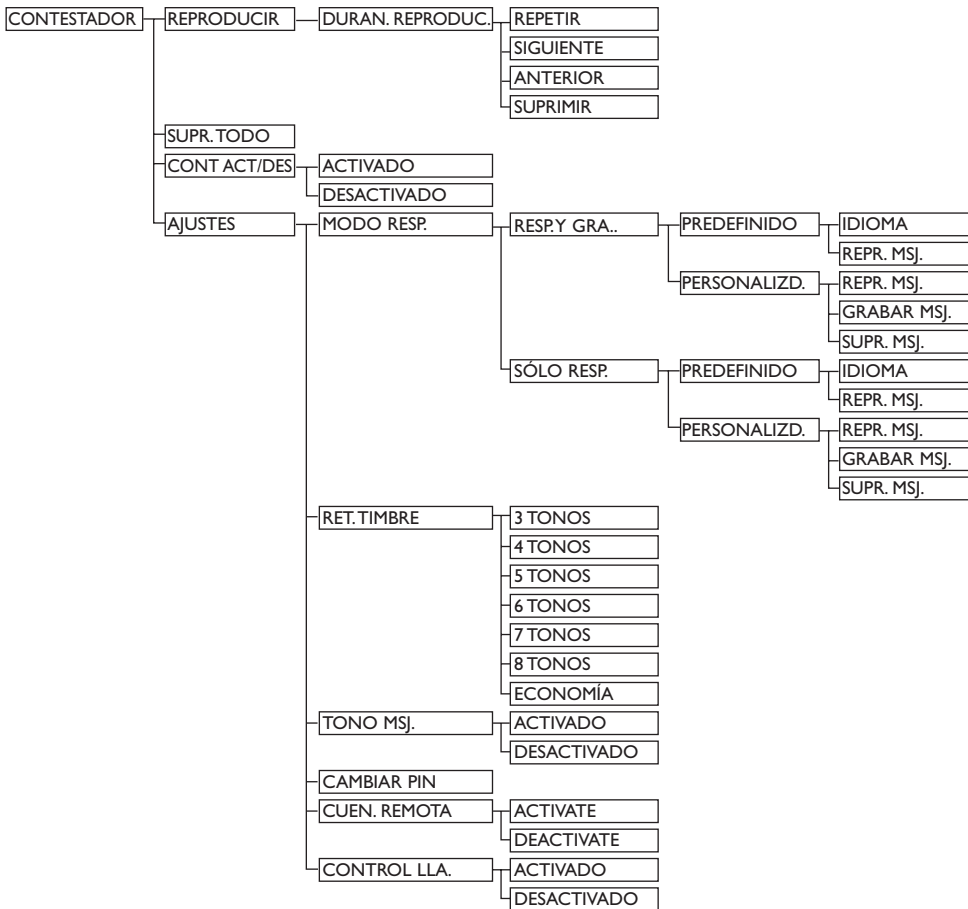 CONTESTADOR REPRODUCIR DURAN. REPRODUC. REPETIR
SIGUIENTE
ANTERIOR
SUPRIMIR
SUPR. TODO
CONT ACT/DES ACTIVADO
DESACTIVADO
AJUSTES MODO RESP. RESP. Y GRA.. PREDEFINIDO IDIOMA
REPR. MSJ.
PERSONALIZD. REPR. MSJ.
GRABAR MSJ.
SUPR. MSJ.
SÓLO RESP. PREDEFINIDO IDIOMA
REPR. MSJ.
PERSONALIZD. REPR. MSJ.
GRABAR MSJ.
SUPR. MSJ.
RET. TIMBRE 3 TONOS
4 TONOS
5 TONOS
6 TONOS
7 TONOS
8 TONOS
ECONOMÍA
TONO MSJ. ACTIVADO
DESACTIVADO
CAMBIAR PIN
CUEN. REMOTA ACTIVATE
DEACTIVATE
CONTROL LLA. ACTIVADO
DESACTIVADO